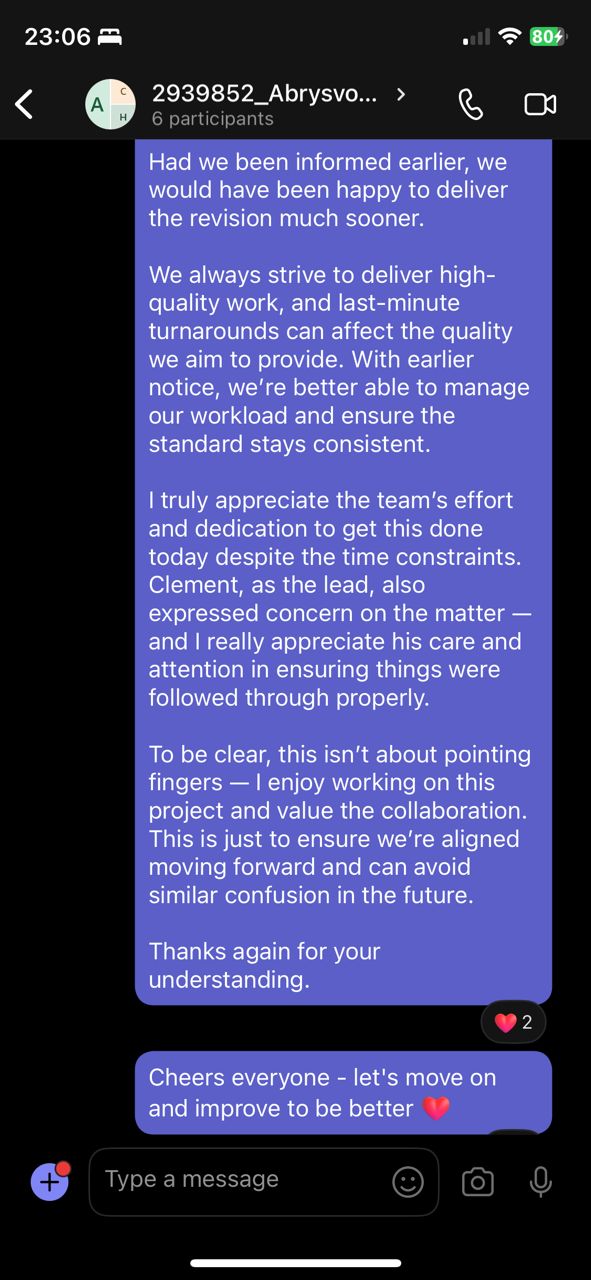 23:06
80
A
C
H
2939852_Abrysvo...
6 participants
Had we been informed earlier, we
would have been happy to deliver
the revision much sooner.
We always strive to deliver high-
quality work, and last-minute
turnarounds can affect the quality
we aim to provide. With earlier
notice, we’re better able to manage
our workload and ensure the
standard stays consistent.
I truly appreciate the team’s effort
and dedication to get this done
today despite the time constraints.
Clement, as the lead, also
expressed concern on the matter —
and I really appreciate his care and
attention in ensuring things were
followed through properly.
To be clear, this isn’t about pointing
fingers — I enjoy working on this
project and value the collaboration.
This is just to ensure we’re aligned
moving forward and can avoid
similar confusion in the future.
Thanks again for your
understanding.
❤️ 2
Cheers everyone - let's move on
and improve to be better ❤️
Type a message